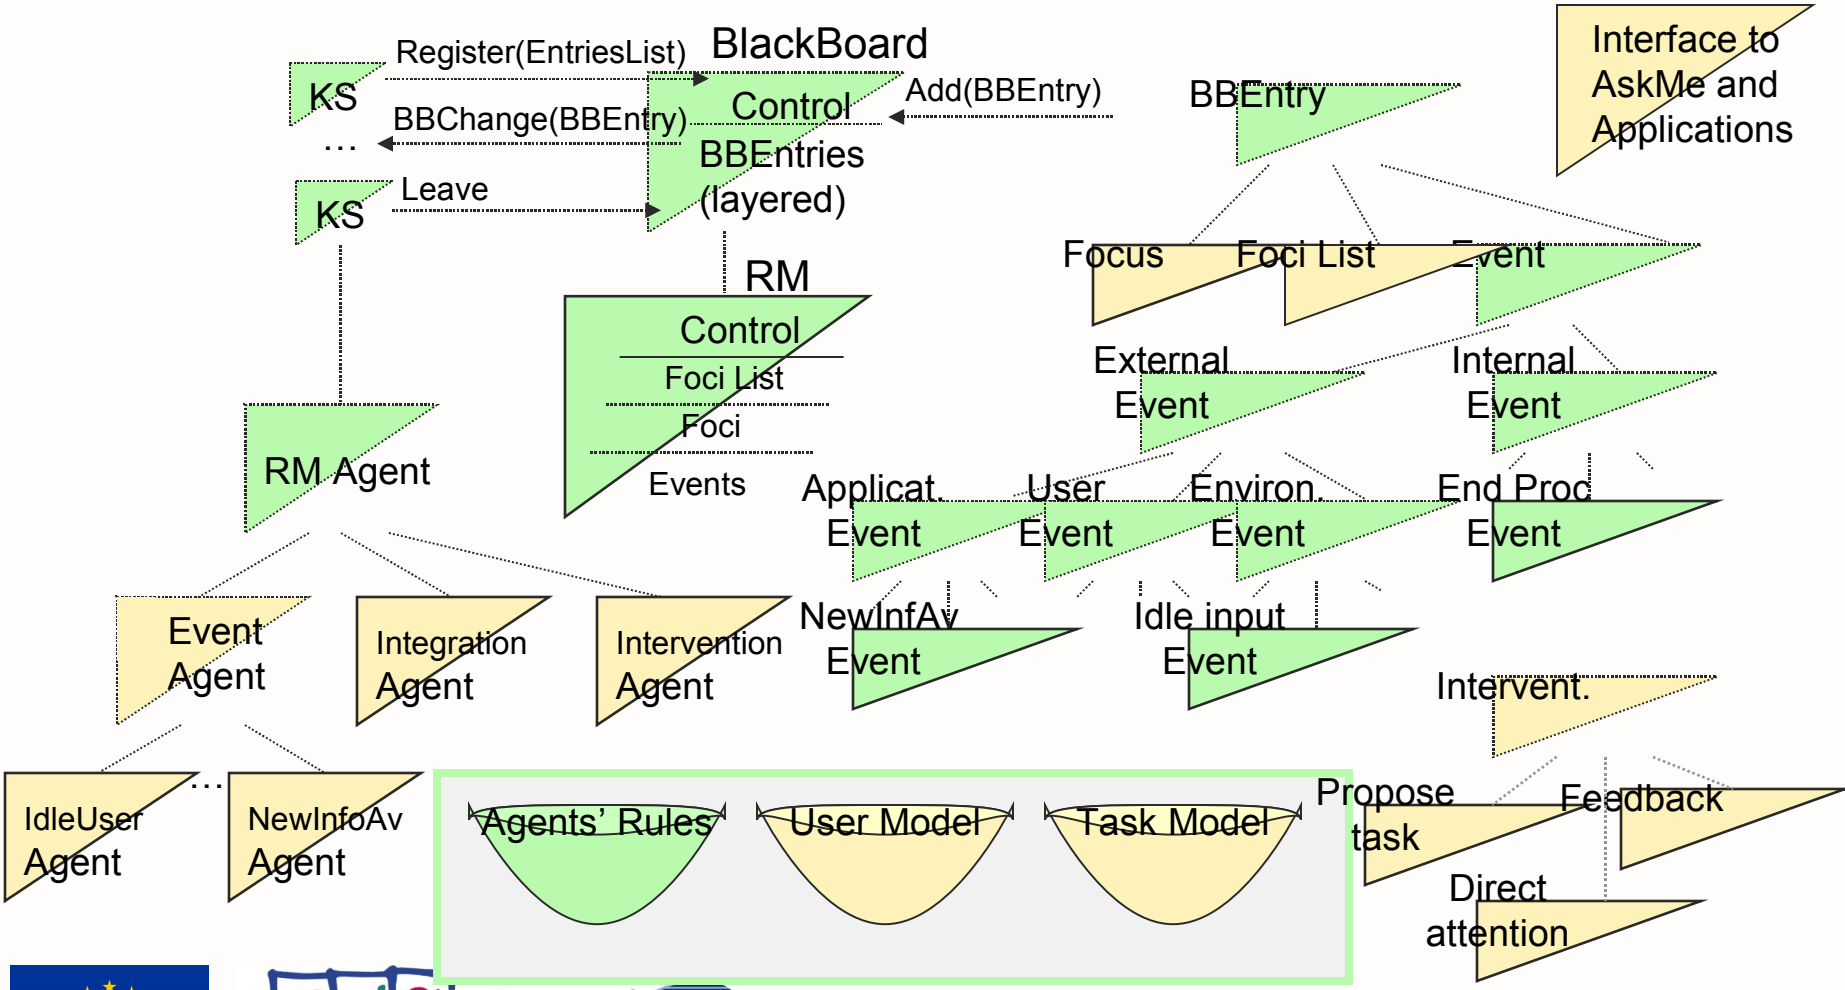 BlackBoard
Register(EntriesList)
KS
Control
Add(BBEntry)
BBChange(BBEntry)
...
BBEntries
(layered)
KS
Leave
BBEntry
Interface to
AskMe and
Applications
RM
Control
Foci List
Foci
Events
Focus
Foci List
Event
External
Event
Internal
Event
RM Agent
Applicat.
Event
User
Event
Environ.
Event
End Proc
Event
Event
Agent
Integration
Agent
Intervention
Agent
NewInfAv
Event
Idle input
Event
Intervent.
IdleUser
Agent
...
NewInfoAv
Agent
Agents' Rules
User Model
Task Model
Propose
task
Feedback
Direct
attention